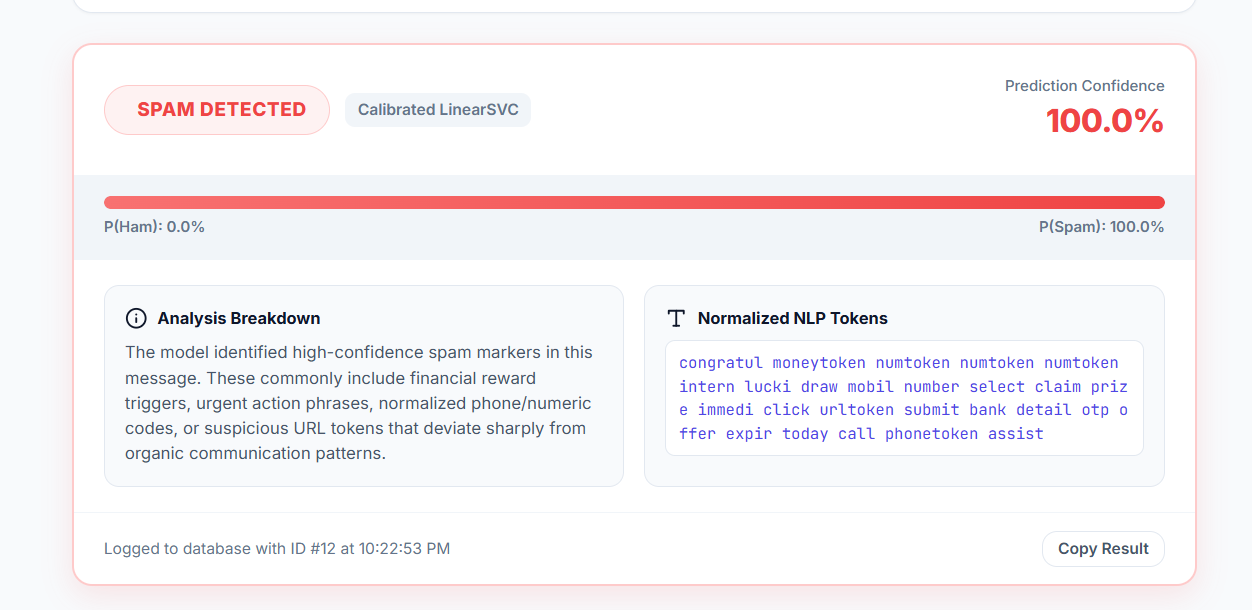 SPAM DETECTED
Calibrated LinearSVC
Prediction Confidence
100.0%
P(Ham): 0.0%
P(Spam): 100.0%
Analysis Breakdown
The model identified high-confidence spam markers in this
message. These commonly include financial reward
triggers, urgent action phrases, normalized phone/numeric
codes, or suspicious URL tokens that deviate sharply from
organic communication patterns.
Normalized NLP Tokens
congratul moneytoken numtoken numtoken numtoken
intern lucki draw mobil number select claim priz
e immedi click urltoken submit bank detail otp o
ffer expir today call phonetoken assist
Logged to database with ID #12 at 10:22:53 PM
Copy Result